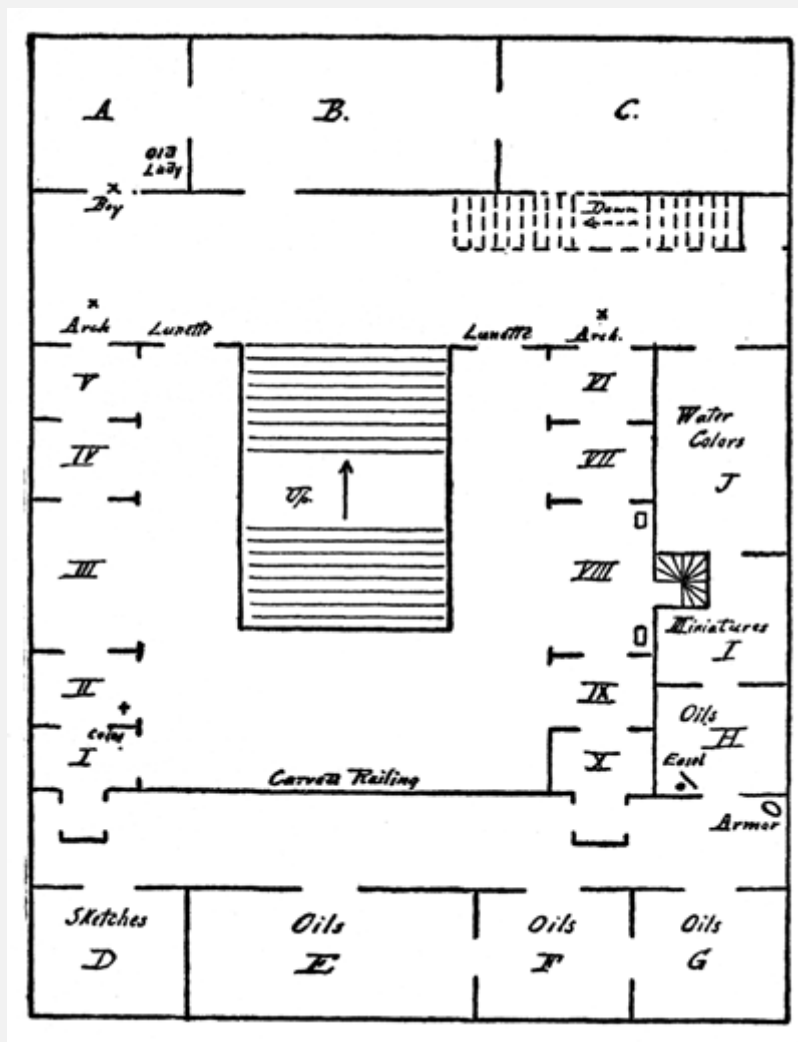 A
B.
C.
Old
Lady
Boy
Down
Arch
Lunette
Lunette
Arch.
V
VI
IV
VII
Water
Colors
J
Up.
III
VIII
Miniatures
I
II
IX
Oils
H
I
X
Easel
Carved Railing
Armor
Sketches
D
Oils
E
Oils
F
Oils
G